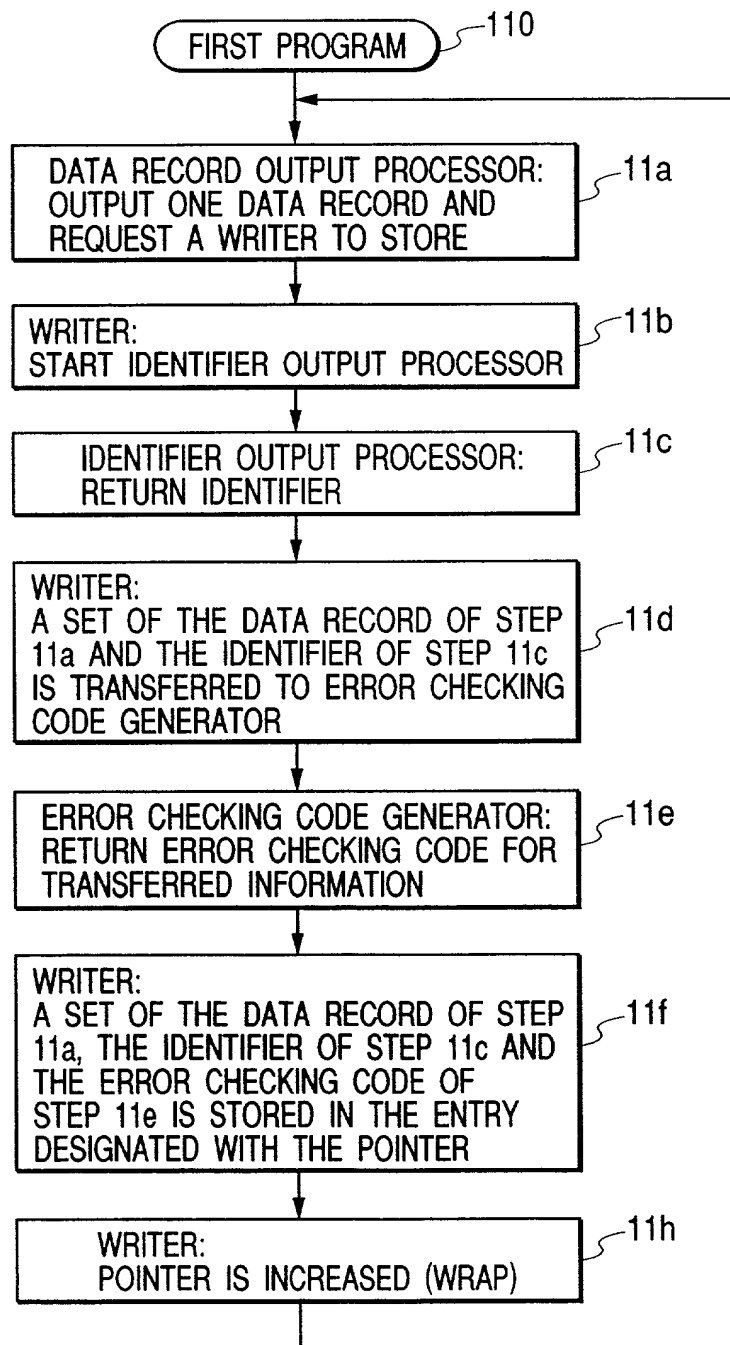 FIRST PROGRAM
110
DATA RECORD OUTPUT PROCESSOR:
OUTPUT ONE DATA RECORD AND
REQUEST A WRITER TO STORE
11a
WRITER:
START IDENTIFIER OUTPUT PROCESSOR
11b
IDENTIFIER OUTPUT PROCESSOR:
RETURN IDENTIFIER
11c
WRITER:
A SET OF THE DATA RECORD OF STEP
11a AND THE IDENTIFIER OF STEP 11c
IS TRANSFERRED TO ERROR CHECKING
CODE GENERATOR
11d
ERROR CHECKING CODE GENERATOR:
RETURN ERROR CHECKING CODE FOR
TRANSFERRED INFORMATION
11e
WRITER:
A SET OF THE DATA RECORD OF STEP
11a, THE IDENTIFIER OF STEP 11c AND
THE ERROR CHECKING CODE OF
STEP 11e IS STORED IN THE ENTRY
DESIGNATED WITH THE POINTER
11f
WRITER:
POINTER IS INCREASED (WRAP)
11h